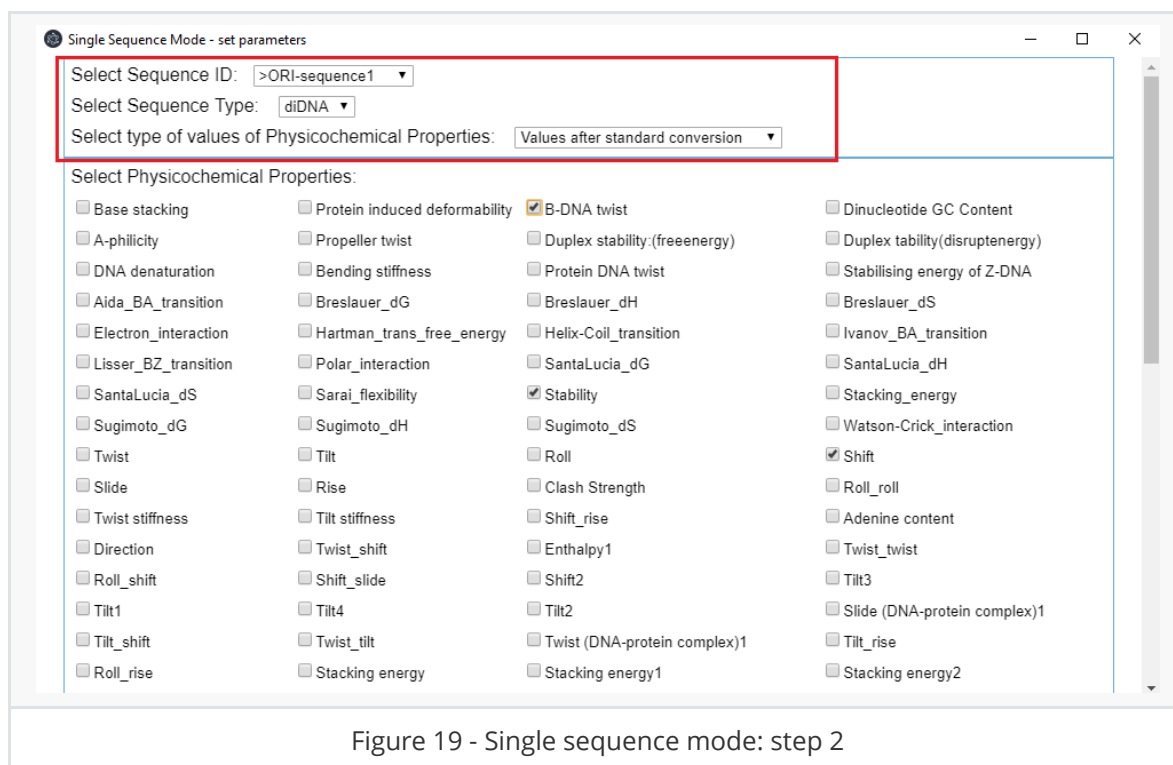 Single Sequence Mode - set parameters
Select Sequence ID: >ORI-sequence1
Select Sequence Type: diDNA
Select type of values of Physicochemical Properties: Values after standard conversion
Select Physicochemical Properties:
Base stacking Protein induced deformability B-DNA twist Dinucleotide GC Content
A-philicity Propeller twist Duplex stability:(freeenergy) Duplex tability(disruptenergy)
DNA denaturation Bending stiffness Protein DNA twist Stabilising energy of Z-DNA
Aida_BA_transition Breslauer_dG Breslauer_dH Breslauer_dS
Electron_interaction Hartman_trans_free_energy Helix-Coil_transition Ivanov_BA_transition
Lisser_BZ_transition Polar_interaction SantaLucia_dG SantaLucia_dH
SantaLucia_dS Sarai_flexibility Stability Stacking_energy
Sugimoto_dG Sugimoto_dH Sugimoto_dS Watson-Crick_interaction
Twist Tilt Roll Shift
Slide Rise Clash Strength Roll_roll
Twist stiffness Tilt stiffness Shift_rise Adenine content
Direction Twist_shift Enthalpy1 Twist_twist
Roll_shift Shift_slide Shift2 Tilt3
Tilt1 Tilt4 Tilt2 Slide (DNA-protein complex)1
Tilt_shift Twist_tilt Twist (DNA-protein complex)1 Tilt_rise
Roll_rise Stacking energy Stacking energy1 Stacking energy2
Figure 19 - Single sequence mode: step 2